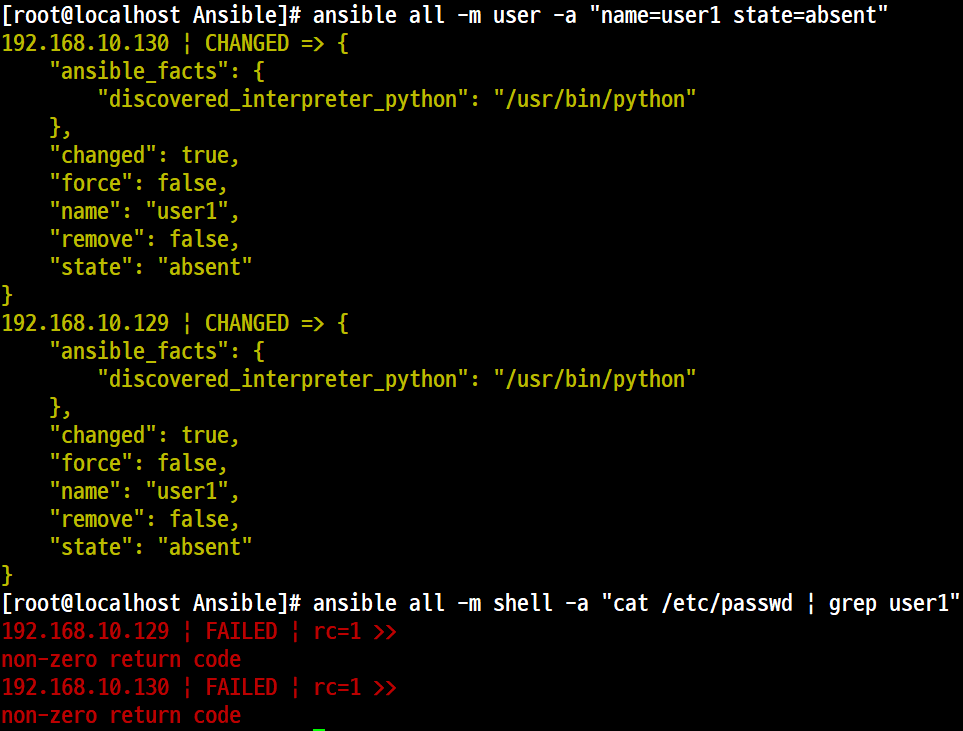 [root@localhost Ansible]# ansible all -m user -a "name=user1 state=absent"
192.168.10.130 | CHANGED => {
    "ansible_facts": {
        "discovered_interpreter_python": "/usr/bin/python"
    },
    "changed": true,
    "force": false,
    "name": "user1",
    "remove": false,
    "state": "absent"
}
192.168.10.129 | CHANGED => {
    "ansible_facts": {
        "discovered_interpreter_python": "/usr/bin/python"
    },
    "changed": true,
    "force": false,
    "name": "user1",
    "remove": false,
    "state": "absent"
}
[root@localhost Ansible]# ansible all -m shell -a "cat /etc/passwd | grep user1"
192.168.10.129 | FAILED | rc=1 >>
non-zero return code
192.168.10.130 | FAILED | rc=1 >>
non-zero return code